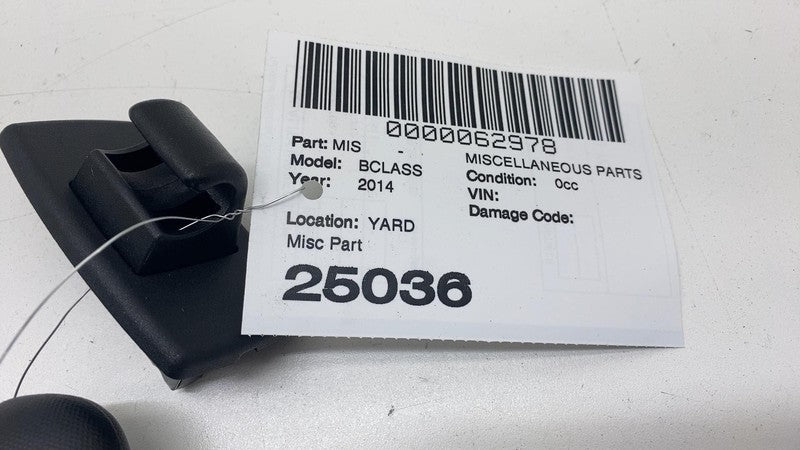 0000062978
Part: MIS - MISCELLANEOUS PARTS
Model: BCLASS Condition: 0cc
Year: 2014 VIN:
Damage Code:
Location: YARD
Misc Part
25036